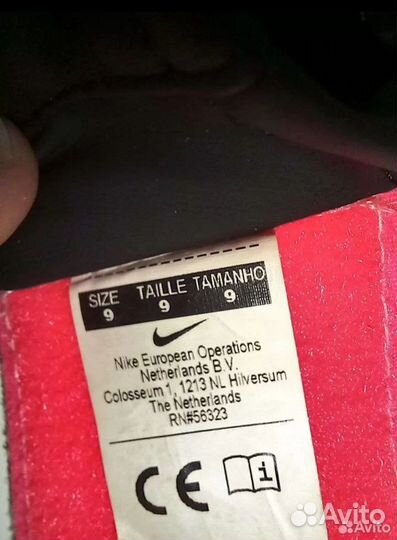 SIZE TAILLE TAMANHO
9 9 9
Nike European Operations
Netherlands B.V.
Colosseum 1, 1213 NL Hilversum
The Netherlands
RN#56323
CE i
Avito
Avito